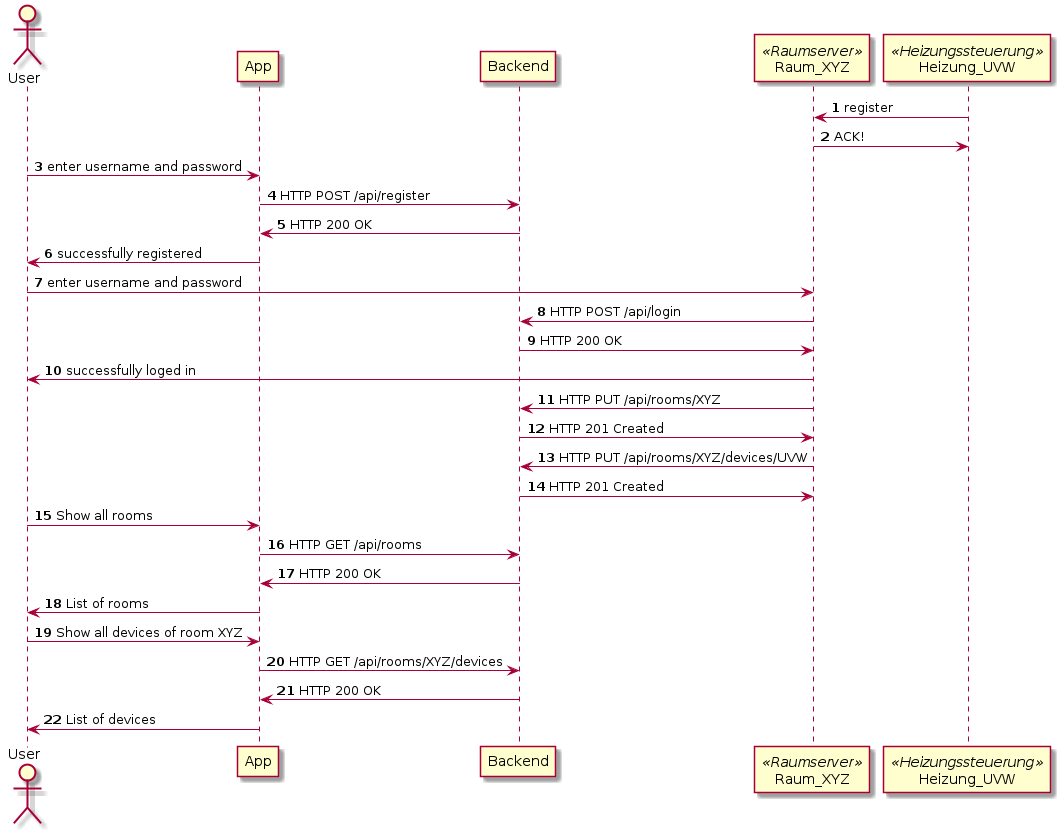 User
App
Backend
«Raumserver»
Raum_XYZ
«Heizungssteuerung»
Heizung_UVW
1 register
2 ACK!
3 enter username and password
4 HTTP POST /api/register
5 HTTP 200 OK
6 successfully registered
7 enter username and password
8 HTTP POST /api/login
9 HTTP 200 OK
10 successfully loged in
11 HTTP PUT /api/rooms/XYZ
12 HTTP 201 Created
13 HTTP PUT /api/rooms/XYZ/devices/UVW
14 HTTP 201 Created
15 Show all rooms
16 HTTP GET /api/rooms
17 HTTP 200 OK
18 List of rooms
19 Show all devices of room XYZ
20 HTTP GET /api/rooms/XYZ/devices
21 HTTP 200 OK
22 List of devices
User
App
Backend
«Raumserver»
Raum_XYZ
«Heizungssteuerung»
Heizung_UVW